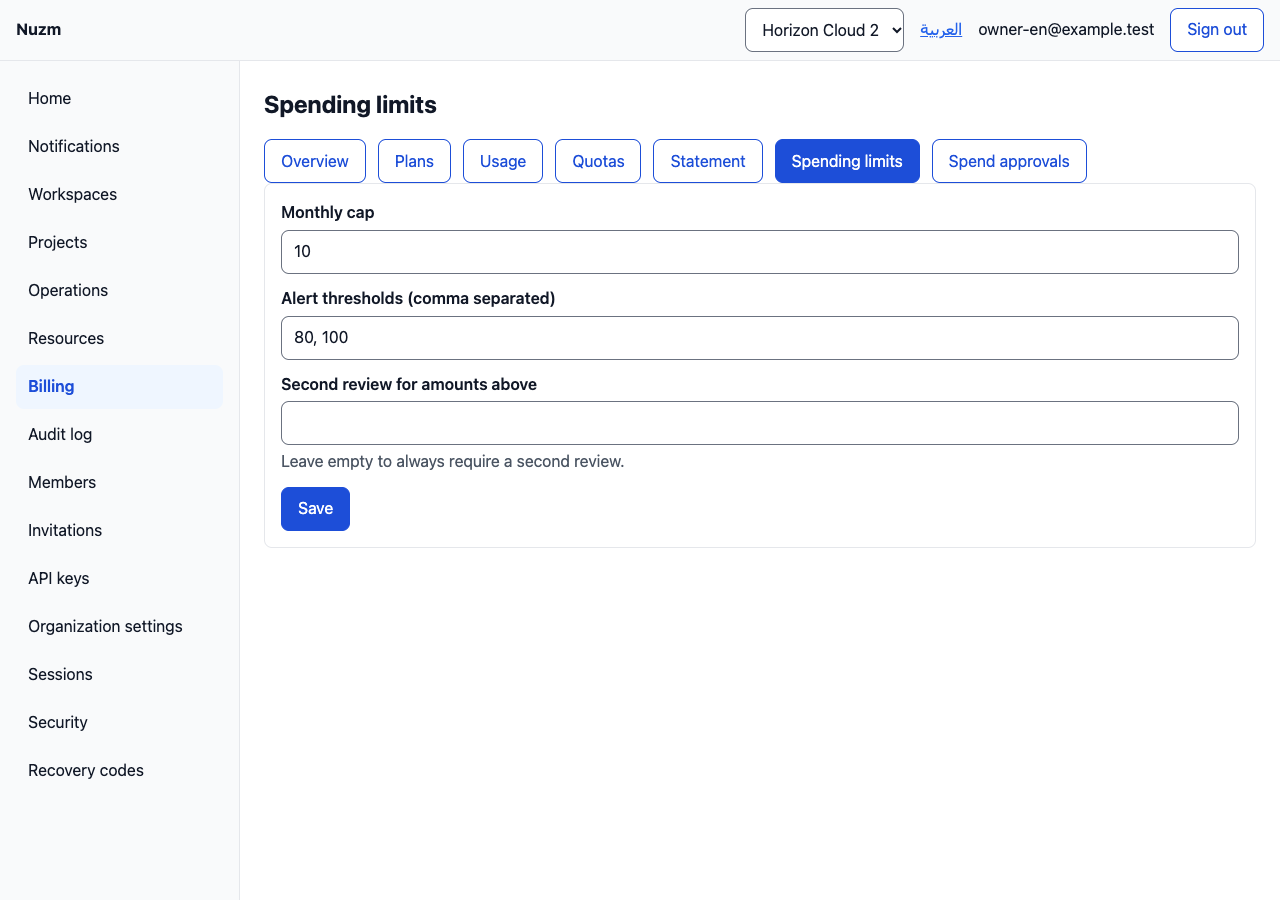 Nuzm
Horizon Cloud 2
العربية
owner-en@example.test
Sign out
Home
Notifications
Workspaces
Projects
Operations
Resources
Billing
Audit log
Members
Invitations
API keys
Organization settings
Sessions
Security
Recovery codes
Spending limits
Overview
Plans
Usage
Quotas
Statement
Spending limits
Spend approvals
Monthly cap
10
Alert thresholds (comma separated)
80, 100
Second review for amounts above
Leave empty to always require a second review.
Save